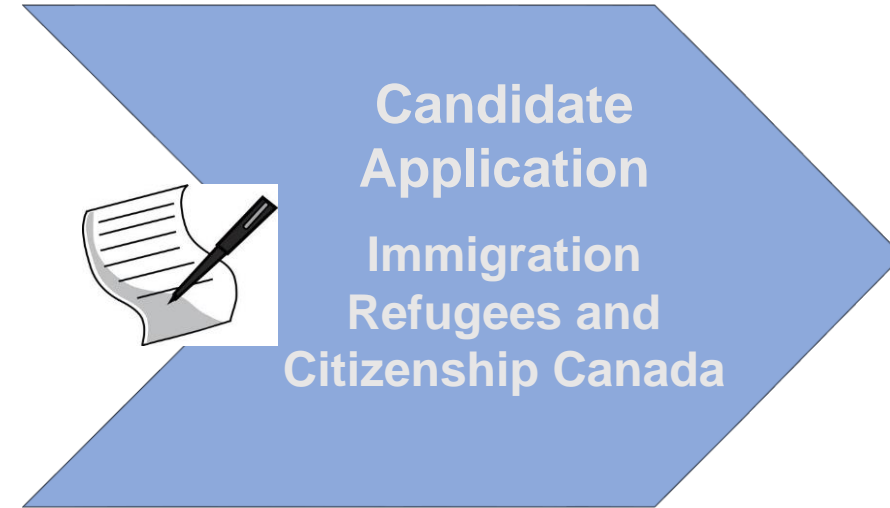 Candidate
Application
Immigration
Refugees and
Citizenship Canada